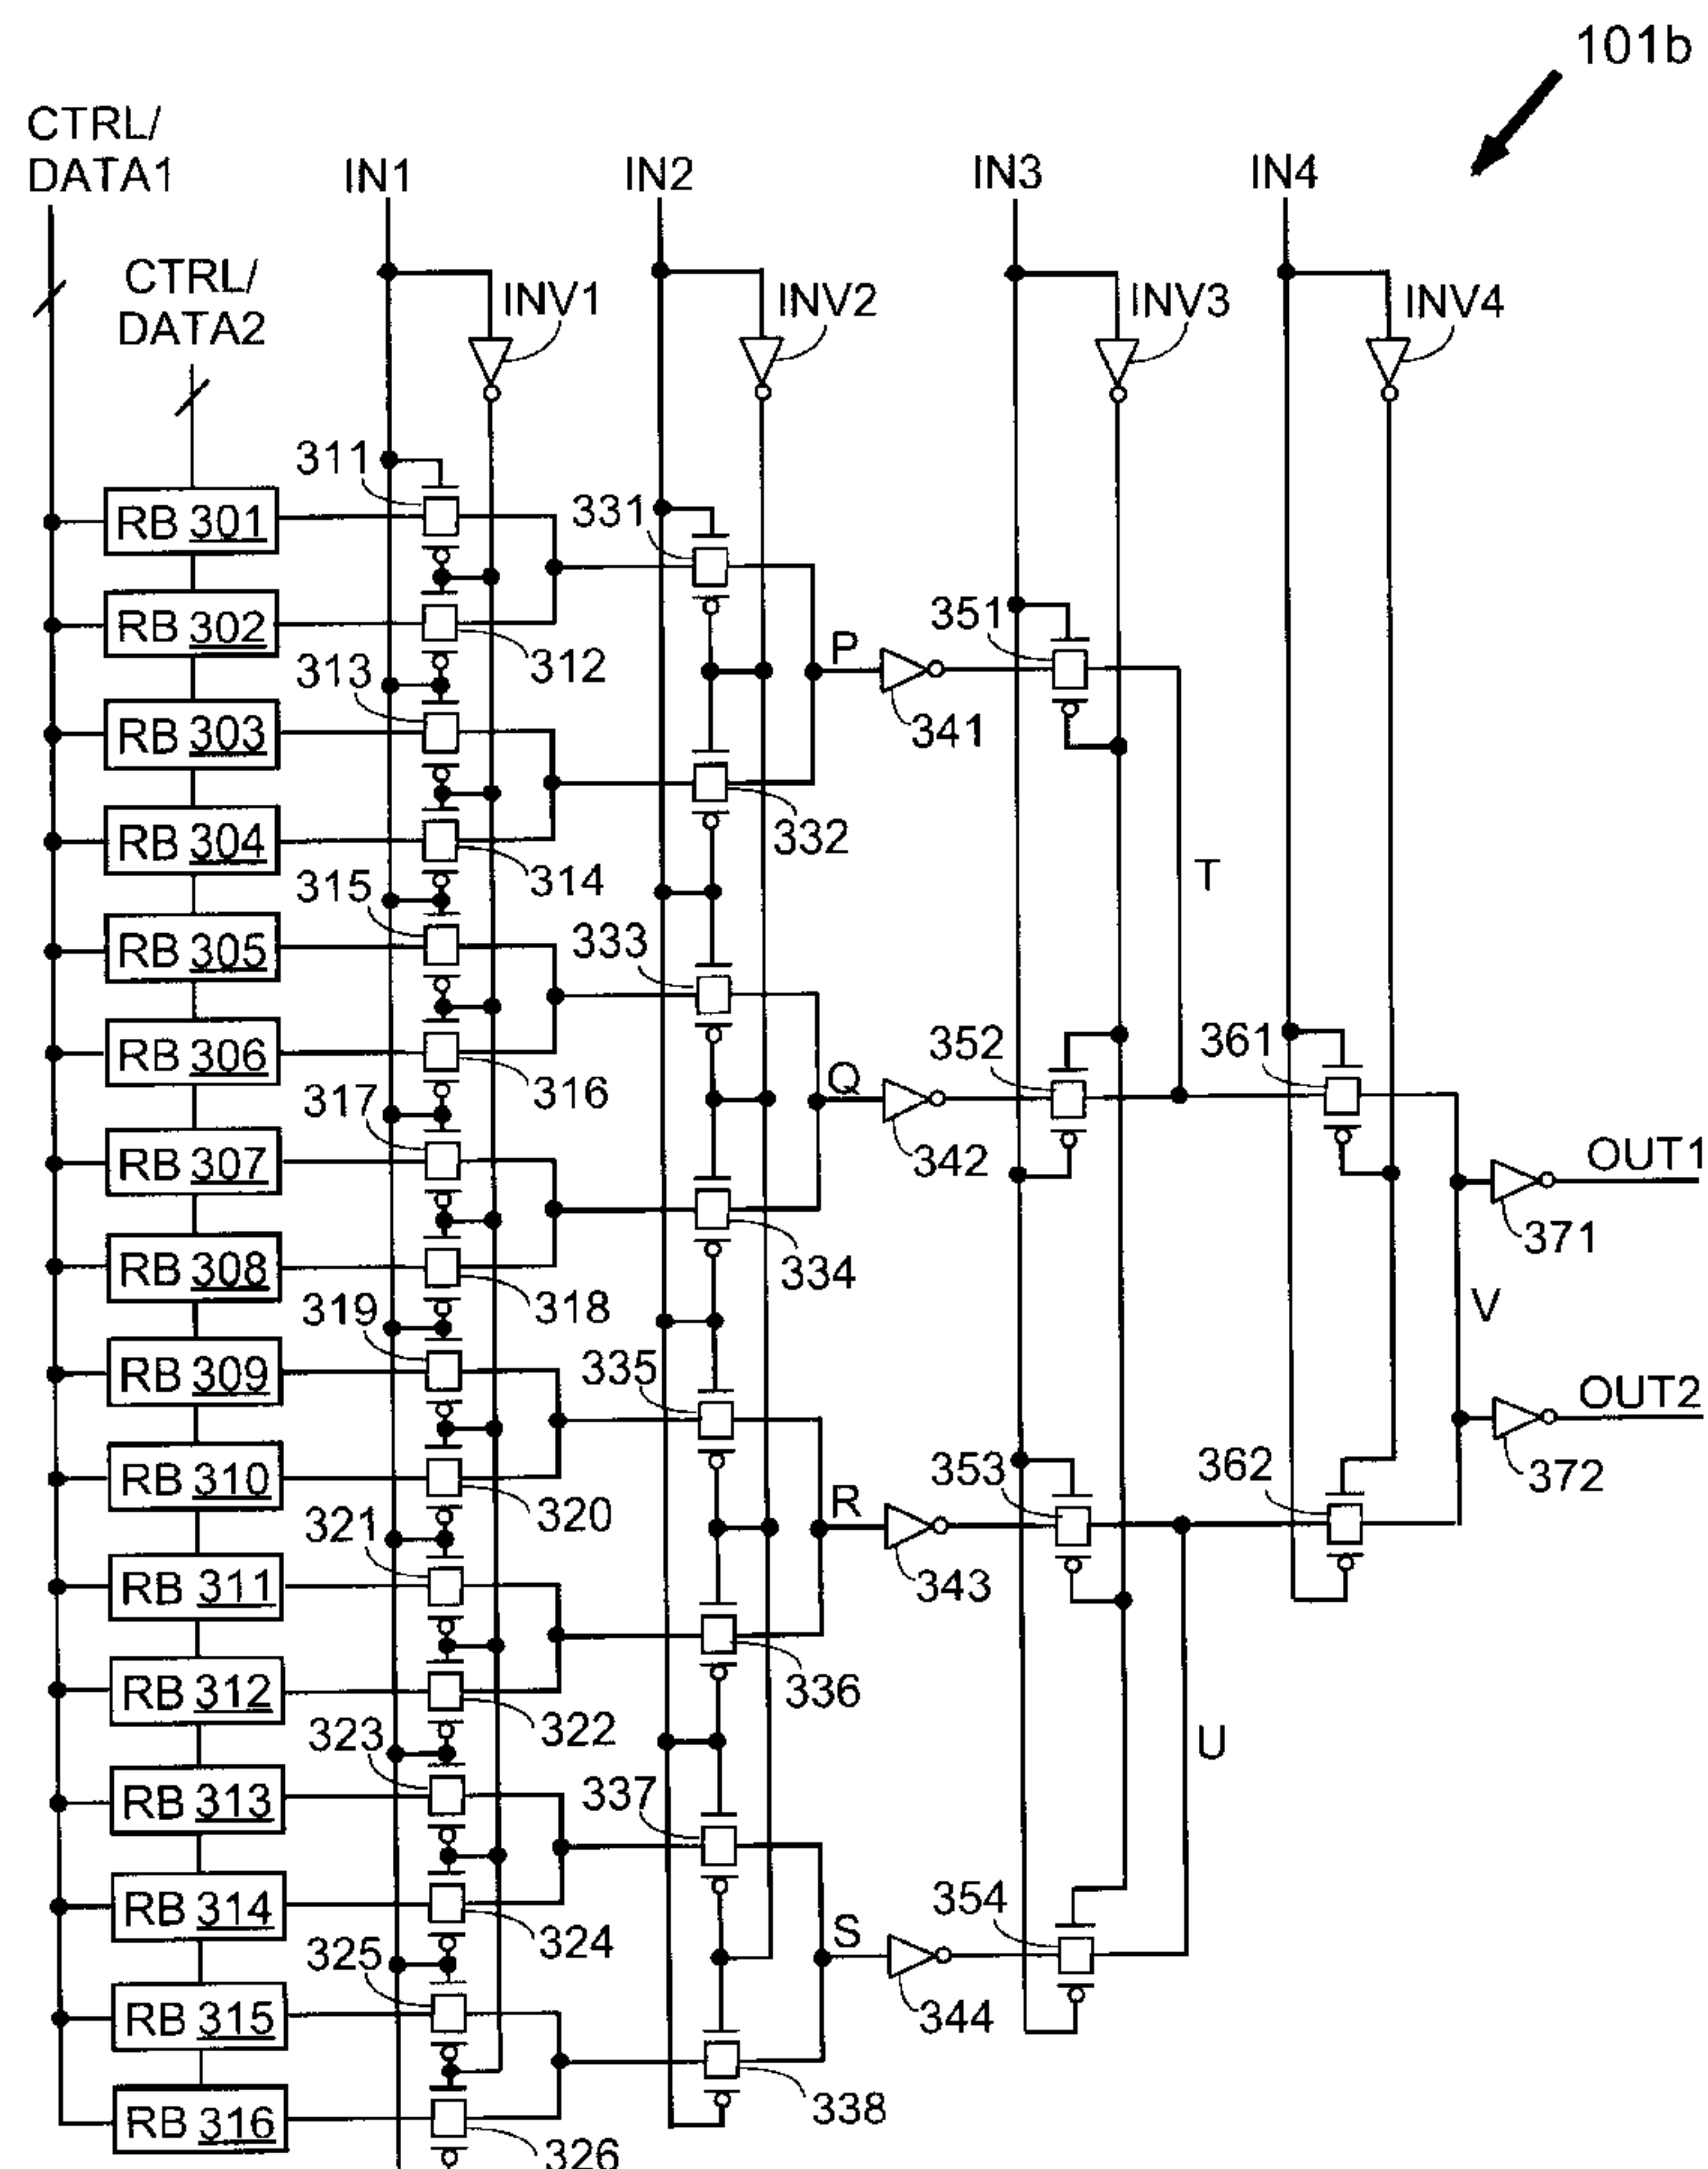 101b
CTRL/
DATA1
IN1
IN2
IN3
IN4
CTRL/
DATA2
INV1
INV2
INV3
INV4
311
RB 301
331
RB 302
312
351
P
313
RB 303
341
RB 304
332
314
T
315
333
RB 305
352
361
RB 306
316
Q
317
342
RB 307
OUT1
334
371
RB 308
318
319
V
335
RB 309
OUT2
353
362
RB 310
372
320
R
321
343
RB 311
336
RB 312
322
323
U
337
RB 313
354
RB 314
324
S
325
344
RB 315
338
RB 316
326